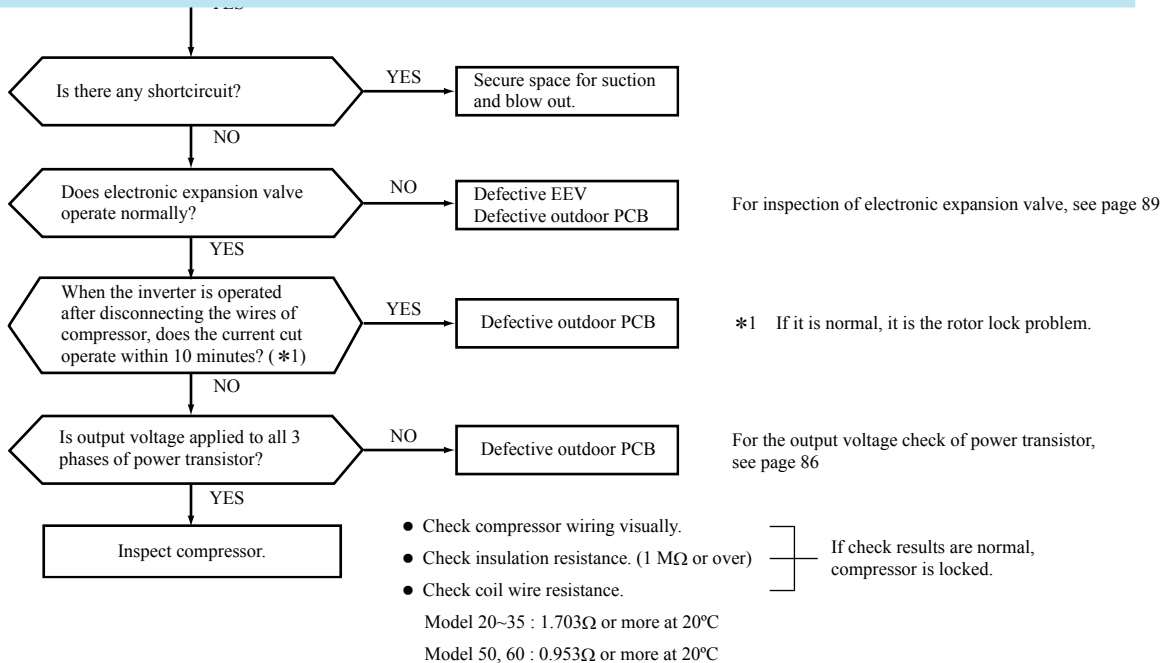 YES
Is there any shortcircuit?
YES
Secure space for suction
and blow out.
NO
Does electronic expansion valve
operate normally?
NO
Defective EEV
Defective outdoor PCB
For inspection of electronic expansion valve, see page 89
YES
When the inverter is operated
after disconnecting the wires of
compressor, does the current cut
operate within 10 minutes? (∗1)
YES
Defective outdoor PCB
∗1 If it is normal, it is the rotor lock problem.
NO
Is output voltage applied to all 3
phases of power transistor?
NO
Defective outdoor PCB
For the output voltage check of power transistor,
see page 86
YES
Inspect compressor.
● Check compressor wiring visually.
● Check insulation resistance. (1 MΩ or over)
● Check coil wire resistance.
Model 20~35 : 1.703Ω or more at 20ºC
Model 50, 60 : 0.953Ω or more at 20ºC
If check results are normal,
compressor is locked.